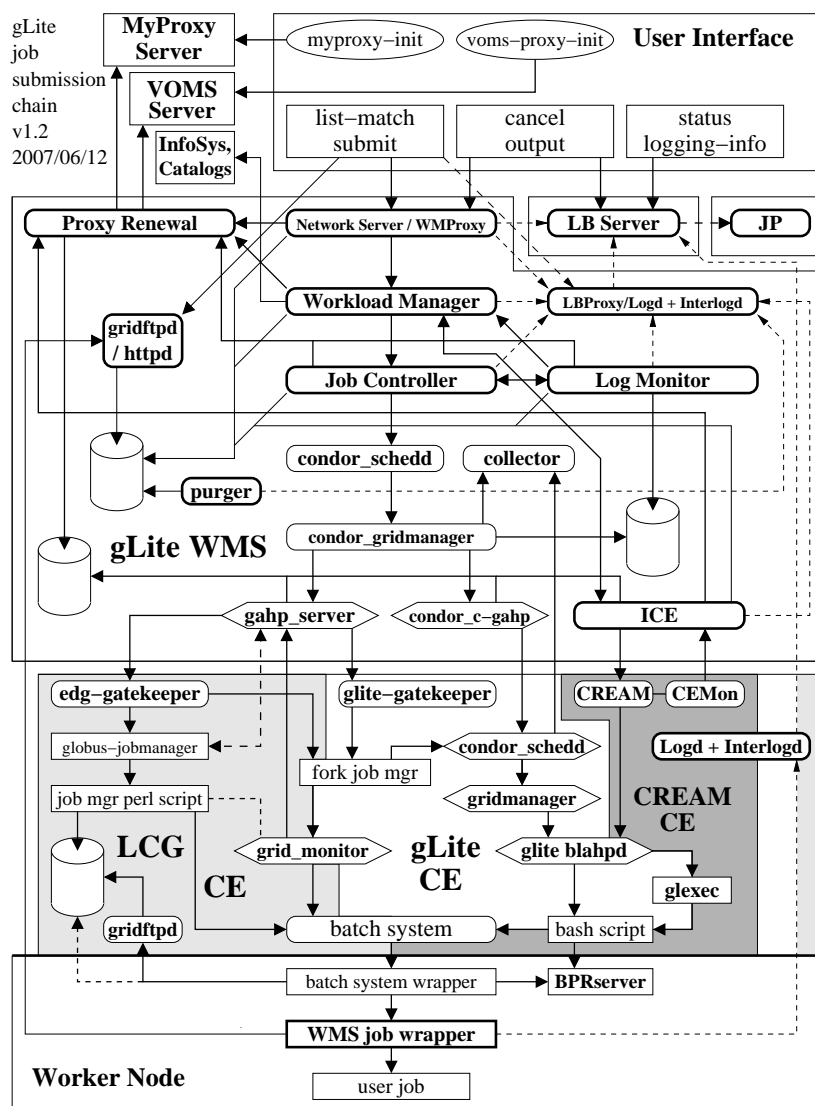 gLite
job
submission
chain
v1.2
2007/06/12
MyProxy
Server
VOMS
Server
InfoSys,
Catalogs
myproxy−init
voms−proxy−init
User Interface
list−match
submit
cancel
output
status
logging−info
Proxy Renewal
Network Server / WMProxy
LB Server
JP
Workload Manager
LBProxy/Logd + Interlogd
gridftpd
/ httpd
Job Controller
Log Monitor
condor_schedd
collector
purger
condor_gridmanager
gLite WMS
gahp_server
condor_c−gahp
ICE
edg−gatekeeper
glite−gatekeeper
CREAM
CEMon
globus−jobmanager
condor_schedd
Logd + Interlogd
fork job mgr
job mgr perl script
gridmanager
CREAM
CE
LCG
CE
grid_monitor
gLite
CE
glite blahpd
glexec
gridftpd
batch system
bash script
batch system wrapper
BPRserver
WMS job wrapper
Worker Node
user job